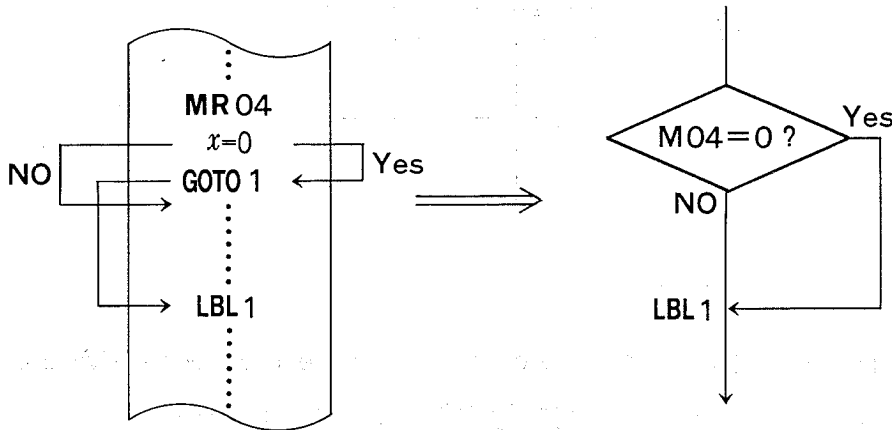 MR 04
x=0
NO
Yes
GOTO 1
LBL 1
M04=0 ?
Yes
NO
LBL 1